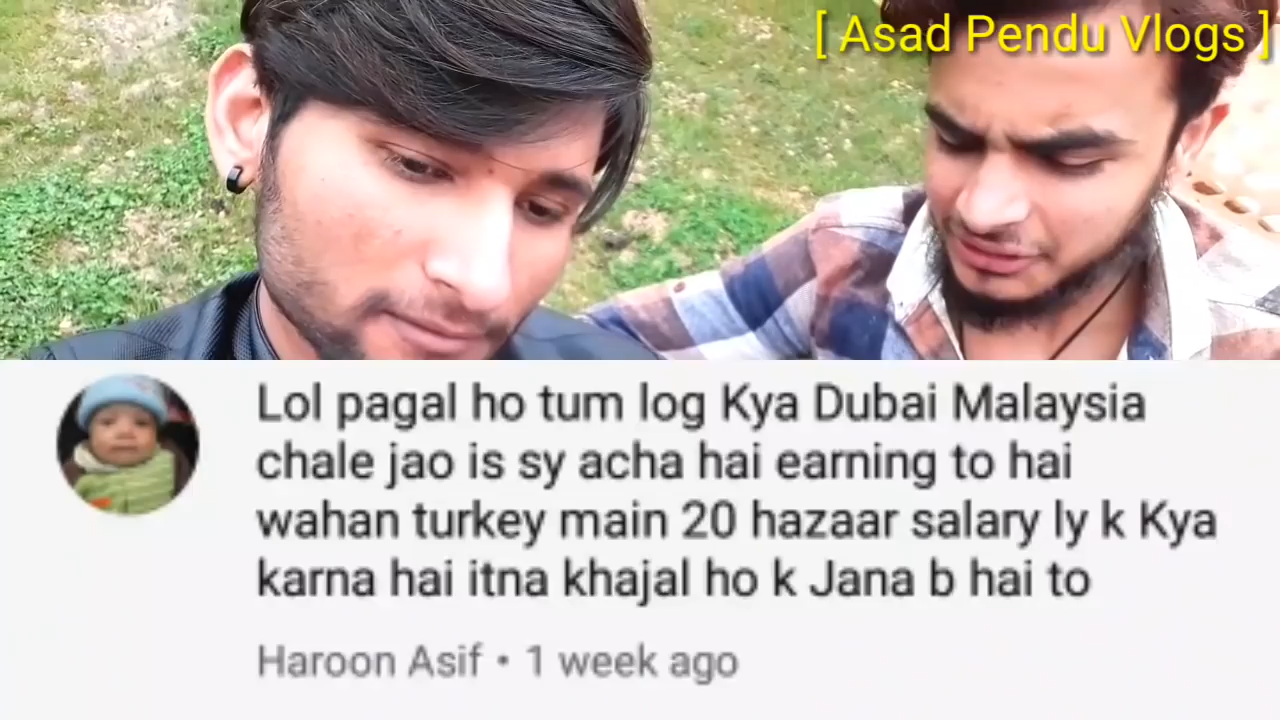 [ Asad Pendu Vlogs ]
Lol pagal ho tum log Kya Dubai Malaysia
chale jao is sy acha hai earning to hai
wahan turkey main 20 hazaar salary ly k Kya
karna hai itna khajal ho k Jana b hai to
Haroon Asif • 1 week ago